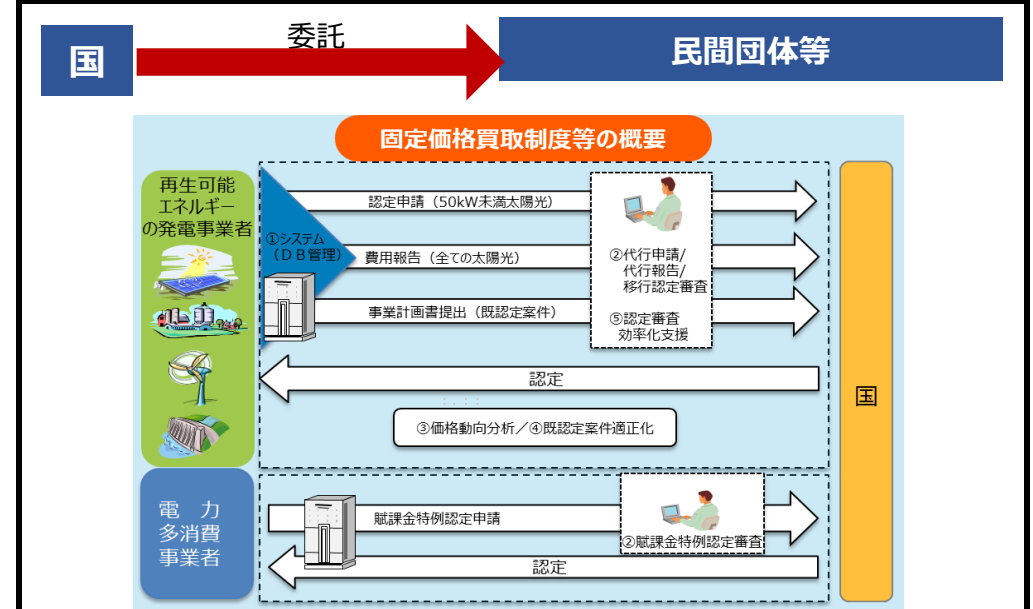 国
委託
民間団体等
固定価格買取制度等の概要
再生可能
エネルギー
の発電事業者
①システム
（ＤＢ管理）
認定申請（50kW未満太陽光）
費用報告（全ての太陽光）
事業計画書提出（既認定案件）
②代行申請/
代行報告/
移行認定審査
⑤認定審査
効率化支援
認定
③価格動向分析／④既認定案件適正化
国
電　力
多消費
事業者
賦課金特例認定申請
②賦課金特例認定審査
認定